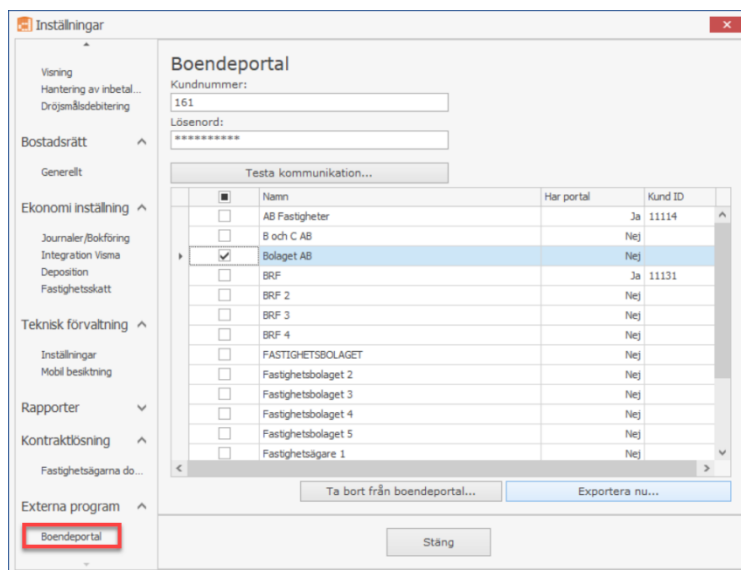 Inställningar
Visning
Hantering av inbetal...
Dröjsmålsdebitering
Bostadsrätt
Generellt
Ekonomi inställning
Journaler/Bokföring
Integration Visma
Deposition
Fastighetsskatt
Teknisk förvaltning
Inställningar
Mobil besiktning
Rapporter
Kontraktlösning
Fastighetsägarna do...
Externa program
Boendeportal
Boendeportal
Kundnummer:
161
Lösenord:
**********
Testa kommunikation...
Namn Har portal Kund ID
AB Fastigheter Ja 11114
B och C AB Nej
Bolaget AB Nej
BRF Ja 11131
BRF 2 Nej
BRF 3 Nej
BRF 4 Nej
FASTIGHETSBOLAGET Nej
Fastighetsbolaget 2 Nej
Fastighetsbolaget 3 Nej
Fastighetsbolaget 4 Nej
Fastighetsbolaget 5 Nej
Fastighetsägare 1 Nej
Ta bort från boendeportal... Exportera nu...
Stäng